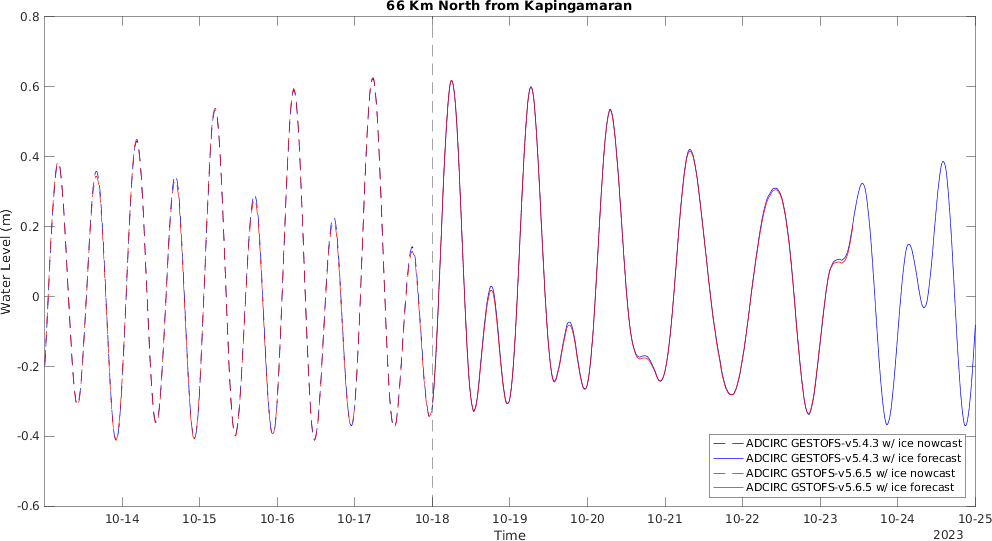 66 Km North from Kapingamaran
Water Level (m)
0.8
0.6
0.4
0.2
0
-0.2
-0.4
-0.6
ADCIRC GESTOFS-v5.4.3 w/ ice nowcast
ADCIRC GESTOFS-v5.4.3 w/ ice forecast
ADCIRC GSTOFS-v5.6.5 w/ ice nowcast
ADCIRC GSTOFS-v5.6.5 w/ ice forecast
10-14 10-15 10-16 10-17 10-18 10-19 10-20 10-21 10-22 10-23 10-24 10-25
Time
2023